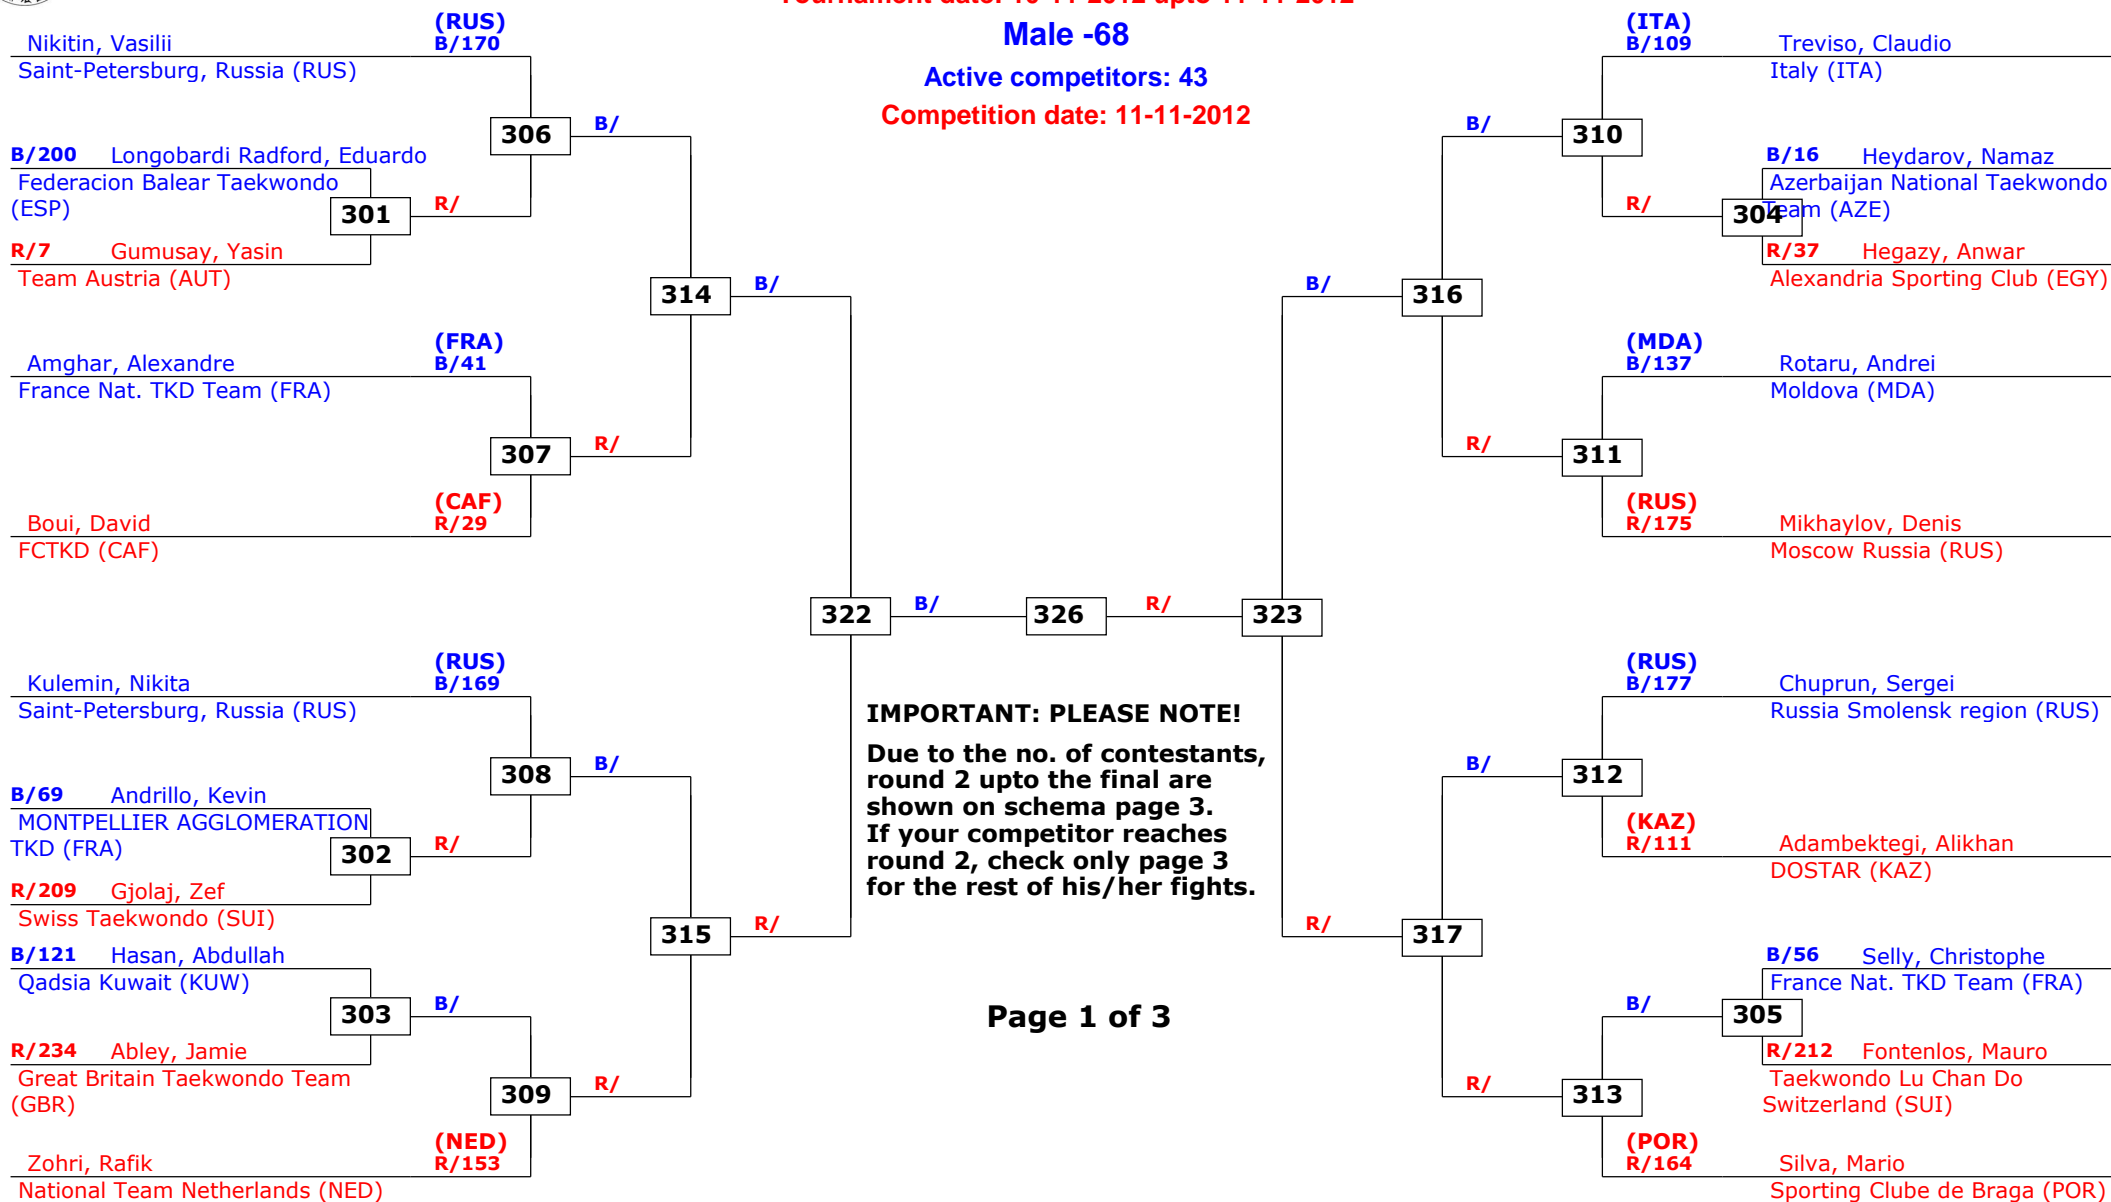 Tournament date: 10-11-2012 upto 11-11-2012
Male -68
Active competitors: 43
Competition date: 11-11-2012
(RUS)
Nikitin, Vasilii B/170
Saint-Petersburg, Russia (RUS)
306
B/
B/200 Longobardi Radford, Eduardo
Federacion Balear Taekwondo
(ESP)
301
R/
R/7 Gumusay, Yasin
Team Austria (AUT)
314
B/
(FRA)
Amghar, Alexandre B/41
France Nat. TKD Team (FRA)
307
R/
(CAF)
Boui, David R/29
FCTKD (CAF)
322
B/
326
R/
323
(RUS)
Kulemin, Nikita B/169
Saint-Petersburg, Russia (RUS)
308
B/
B/69 Andrillo, Kevin
MONTPELLIER AGGLOMERATION
TKD (FRA)
302
R/
R/209 Gjolaj, Zef
Swiss Taekwondo (SUI)
315
R/
B/121 Hasan, Abdullah
Qadsia Kuwait (KUW)
303
B/
R/234 Abley, Jamie
Great Britain Taekwondo Team
(GBR)
309
R/
(NED)
Zohri, Rafik R/153
National Team Netherlands (NED)
IMPORTANT: PLEASE NOTE!
Due to the no. of contestants,
round 2 upto the final are
shown on schema page 3.
If your competitor reaches
round 2, check only page 3
for the rest of his/her fights.
Page 1 of 3
(ITA)
B/109 Treviso, Claudio
Italy (ITA)
B/
310
B/16 Heydarov, Namaz
Azerbaijan National Taekwondo
Team (AZE)
R/
304
R/37 Hegazy, Anwar
Alexandria Sporting Club (EGY)
B/
316
(MDA)
B/137 Rotaru, Andrei
Moldova (MDA)
R/
311
(RUS)
R/175 Mikhaylov, Denis
Moscow Russia (RUS)
(RUS)
B/177 Chuprun, Sergei
Russia Smolensk region (RUS)
B/
312
(KAZ)
R/111 Adambektegi, Alikhan
DOSTAR (KAZ)
R/
317
B/56 Selly, Christophe
France Nat. TKD Team (FRA)
B/
305
R/212 Fontenlos, Mauro
Taekwondo Lu Chan Do
Switzerland (SUI)
R/
313
(POR)
R/164 Silva, Mario
Sporting Clube de Braga (POR)